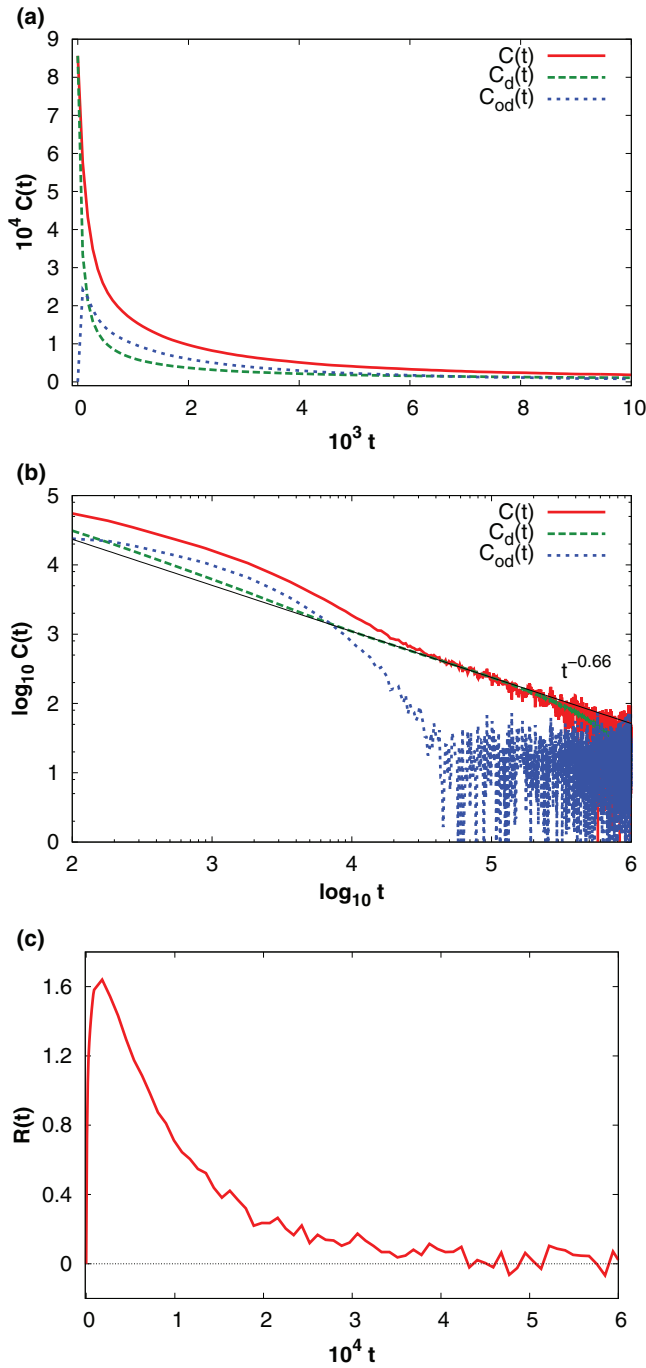 (a)
9
8
7
6
5
4
3
2
1
0
10⁴ C(t)
C(t)
C_d(t)
C_od(t)
0 2 4 6 8 10
10³ t
(b)
5
4
3
2
1
0
log₁₀ C(t)
C(t)
C_d(t)
C_od(t)
t^−0.66
2 3 4 5 6
log₁₀ t
(c)
1.6
1.2
0.8
0.4
0
R(t)
0 1 2 3 4 5 6
10⁴ t